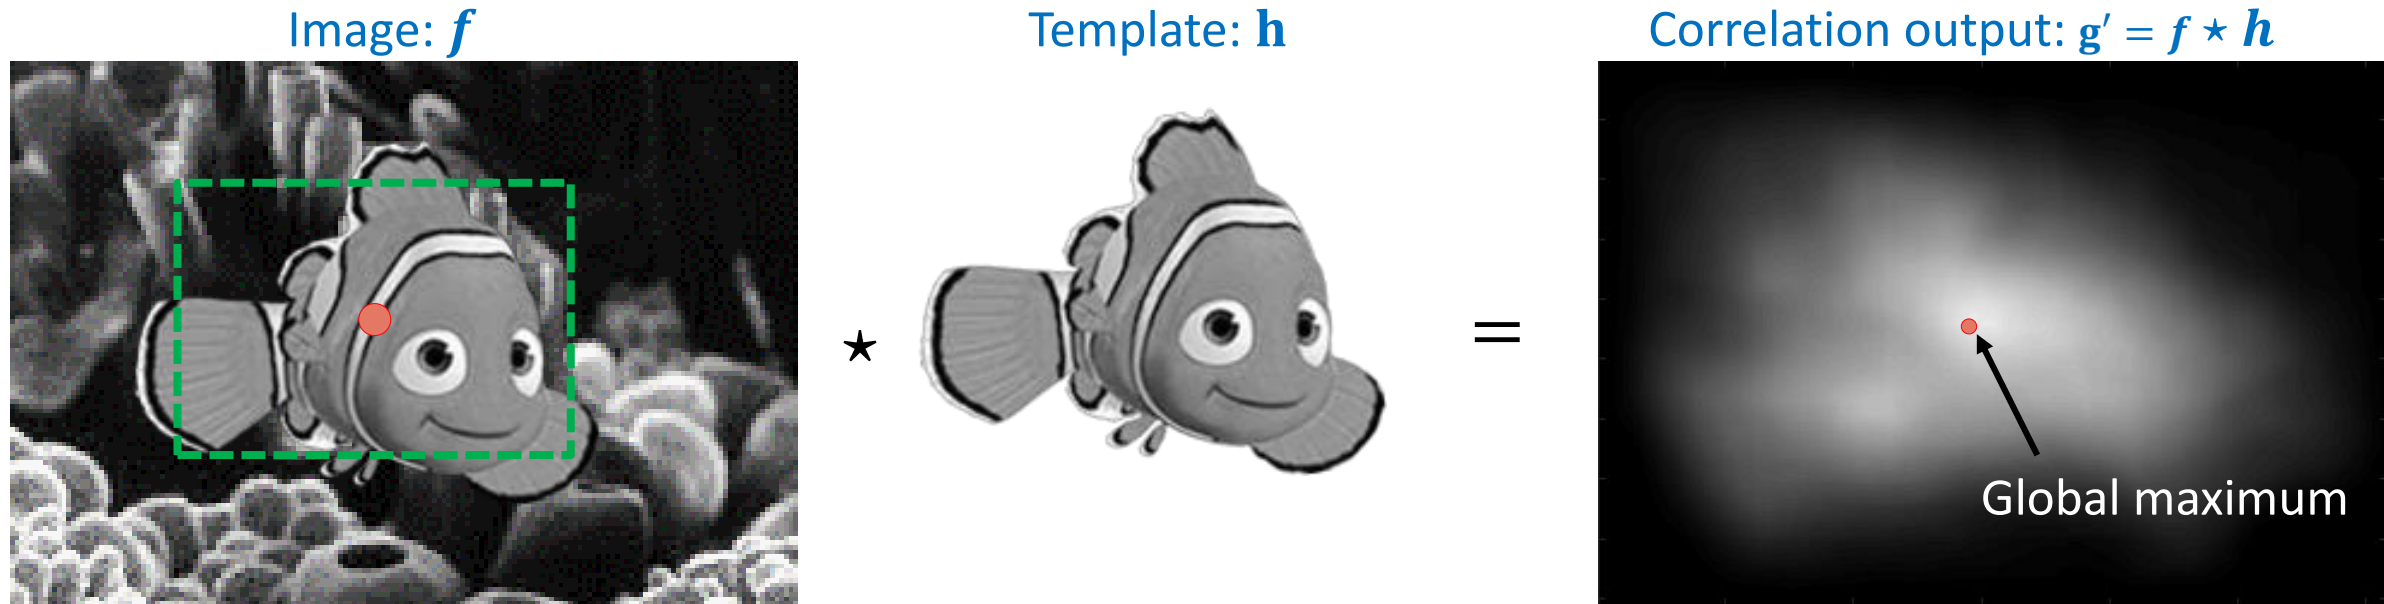 Image: f
Template: h
Correlation output: g′ = f ⋆ h
⋆
=
Global maximum